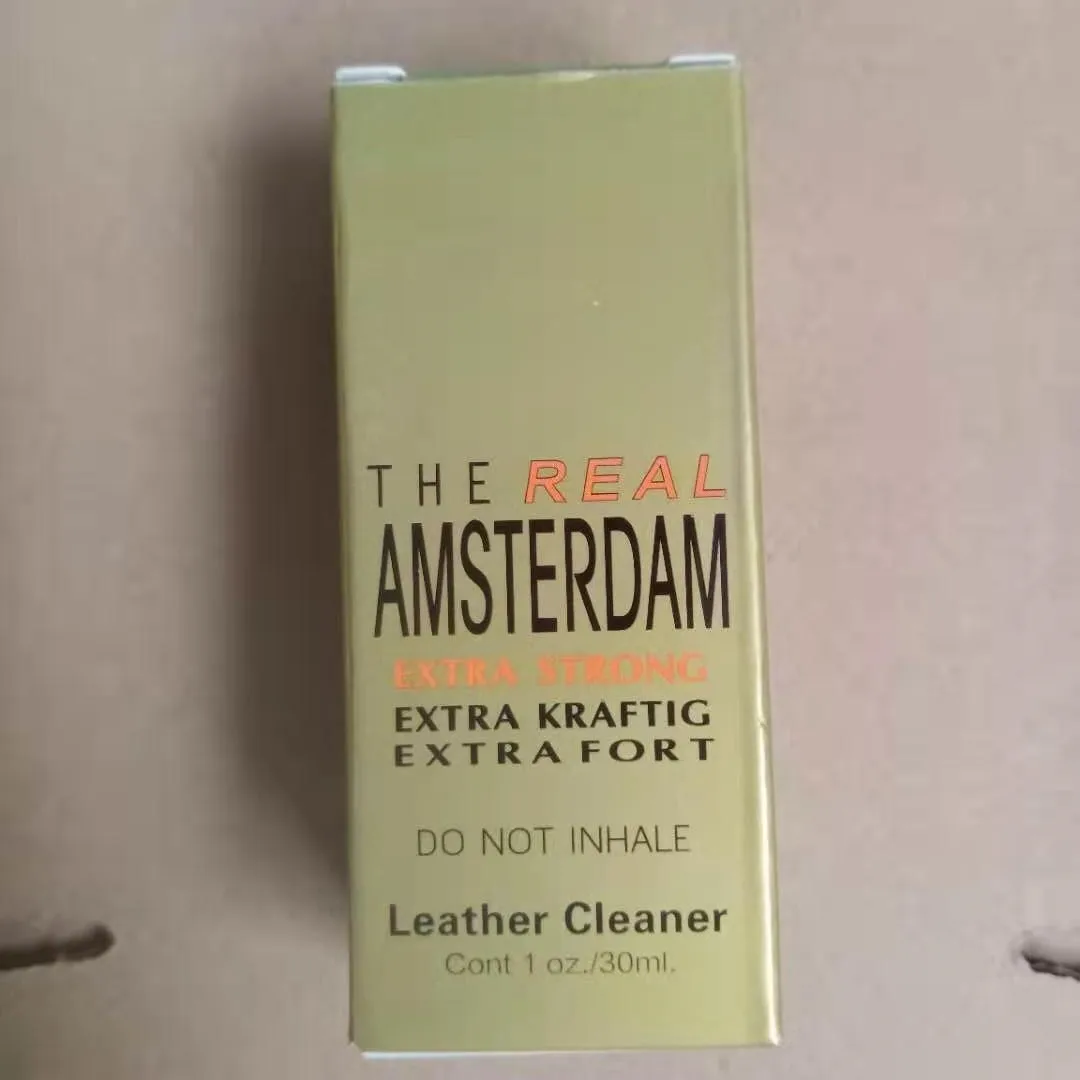 THE REAL
AMSTERDAM
EXTRA STRONG
EXTRA KRAFTIG
EXTRA FORT
DO NOT INHALE
Leather Cleaner
Cont 1 oz./30ml.